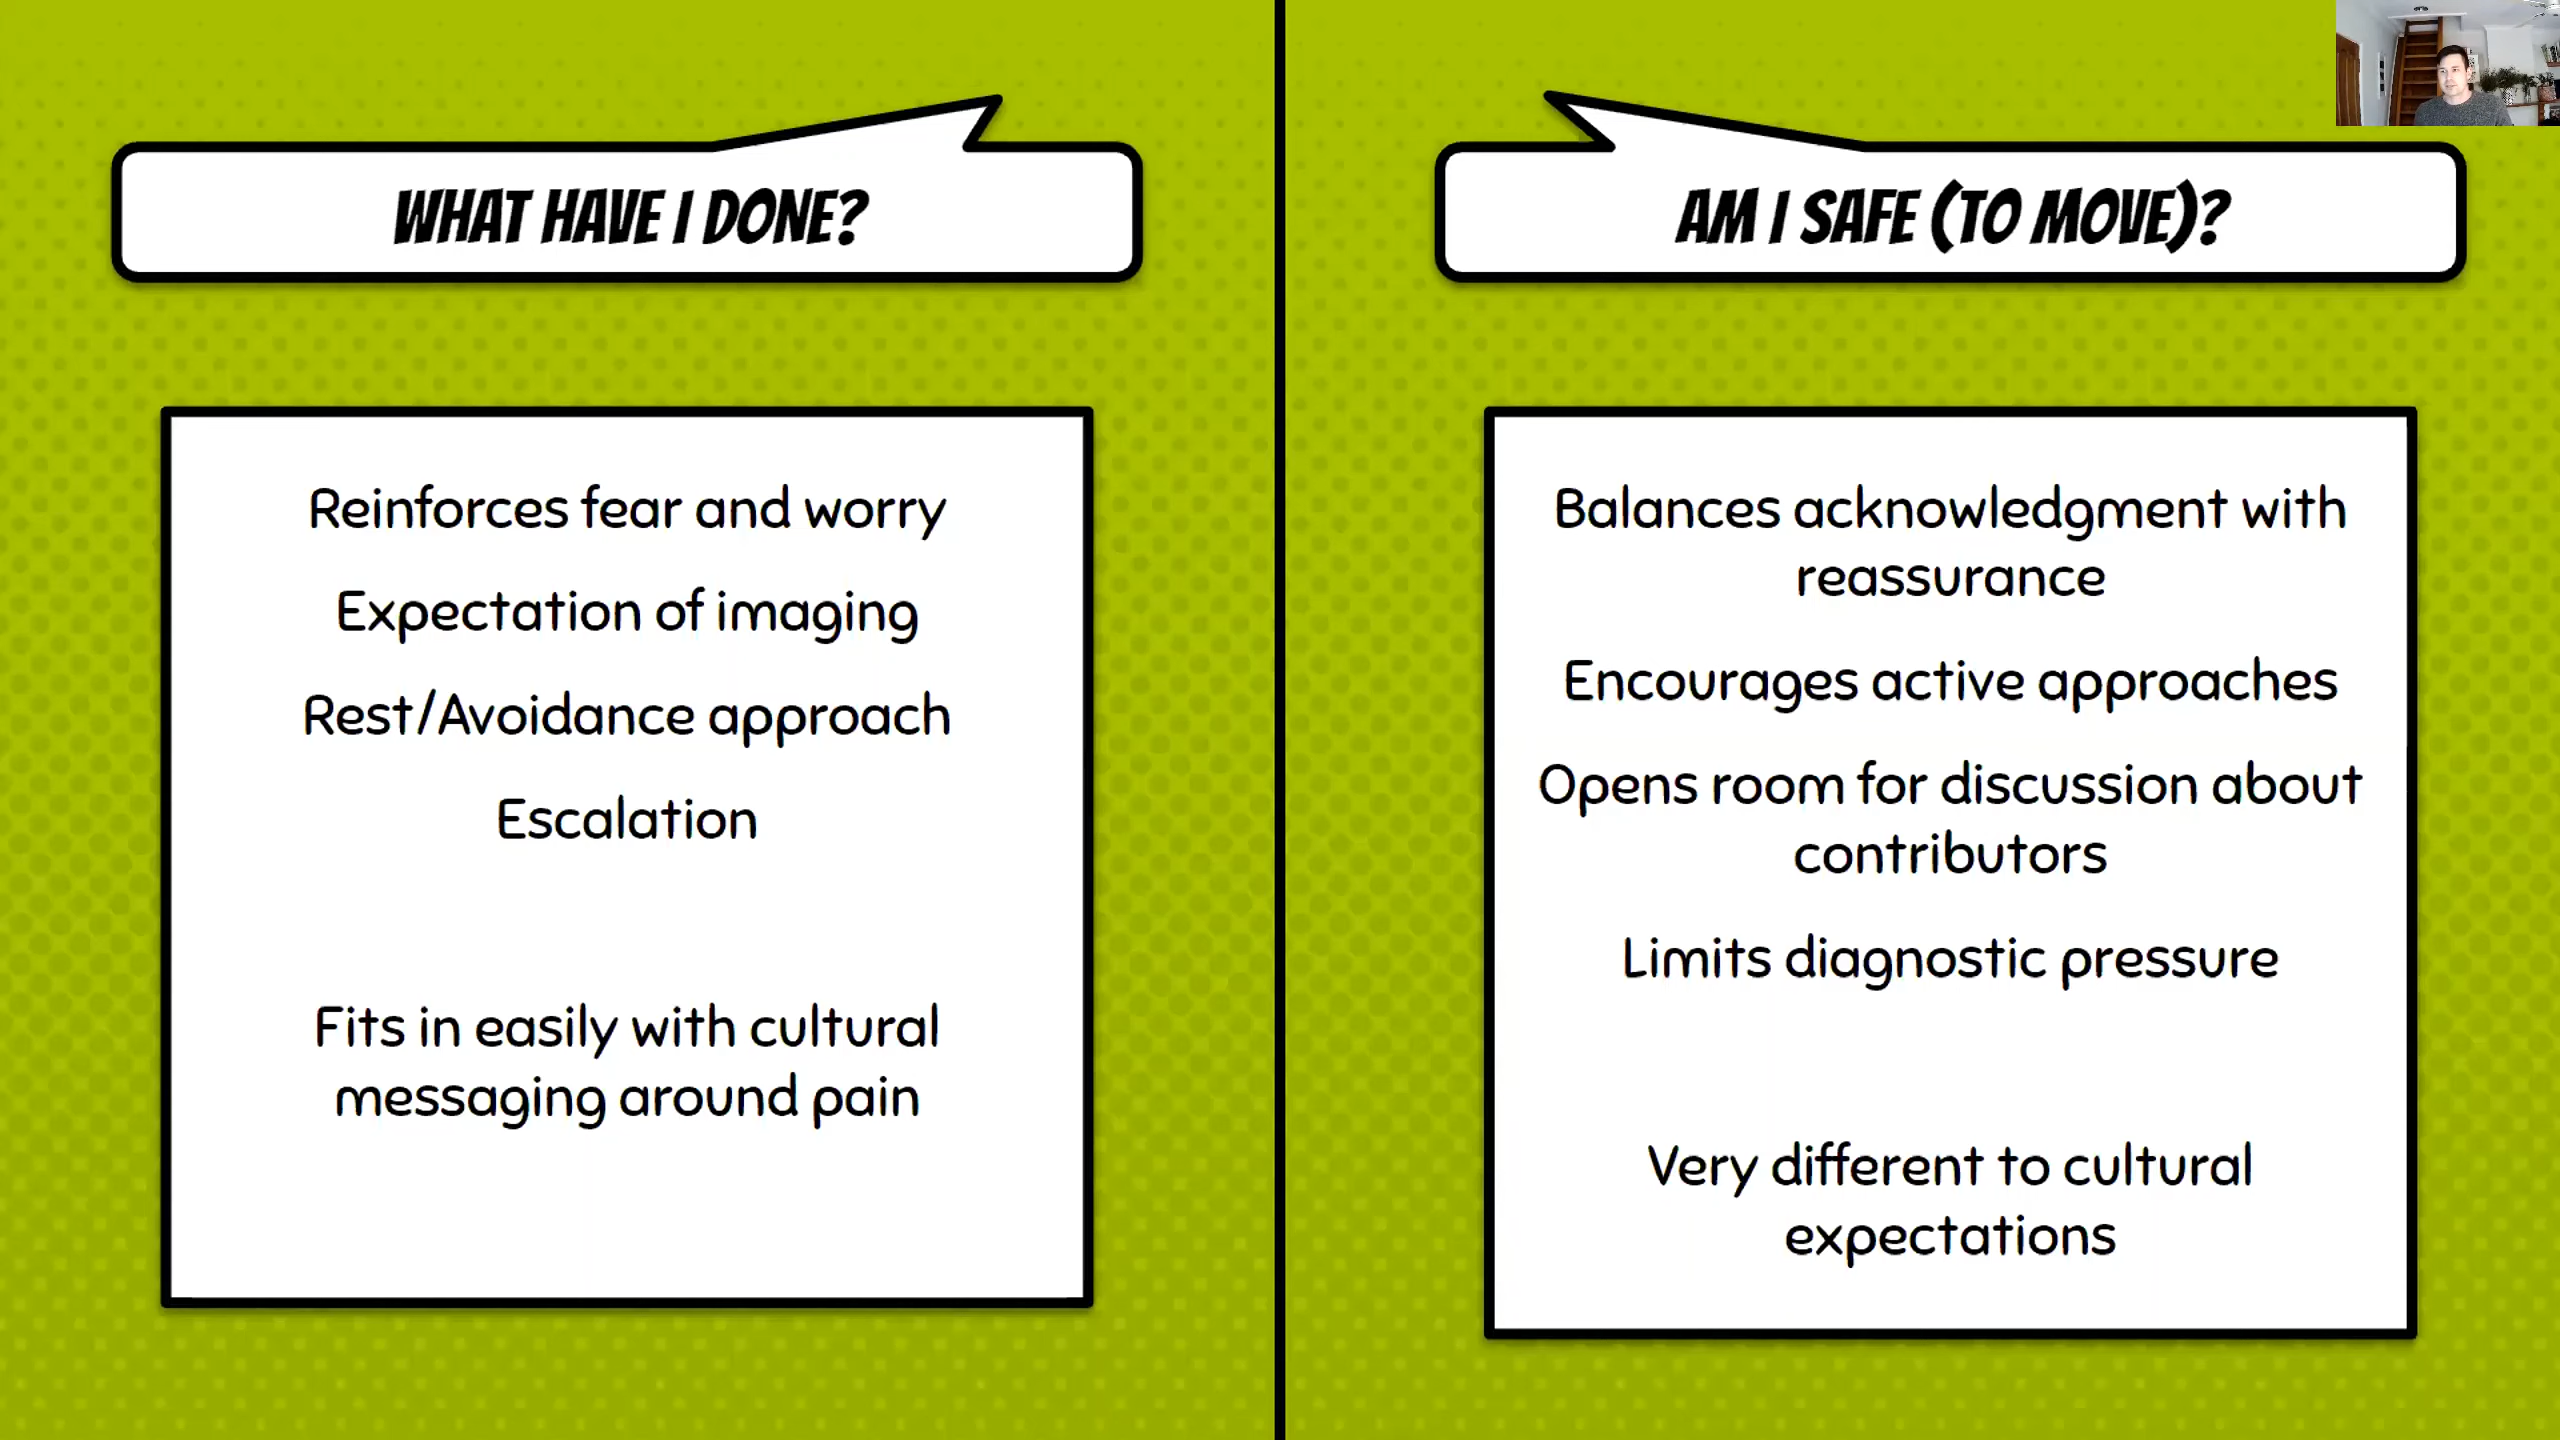 WHAT HAVE I DONE?
Reinforces fear and worry
Expectation of imaging
Rest/Avoidance approach
Escalation
Fits in easily with cultural
messaging around pain
AM I SAFE (TO MOVE)?
Balances acknowledgment with
reassurance
Encourages active approaches
Opens room for discussion about
contributors
Limits diagnostic pressure
Very different to cultural
expectations